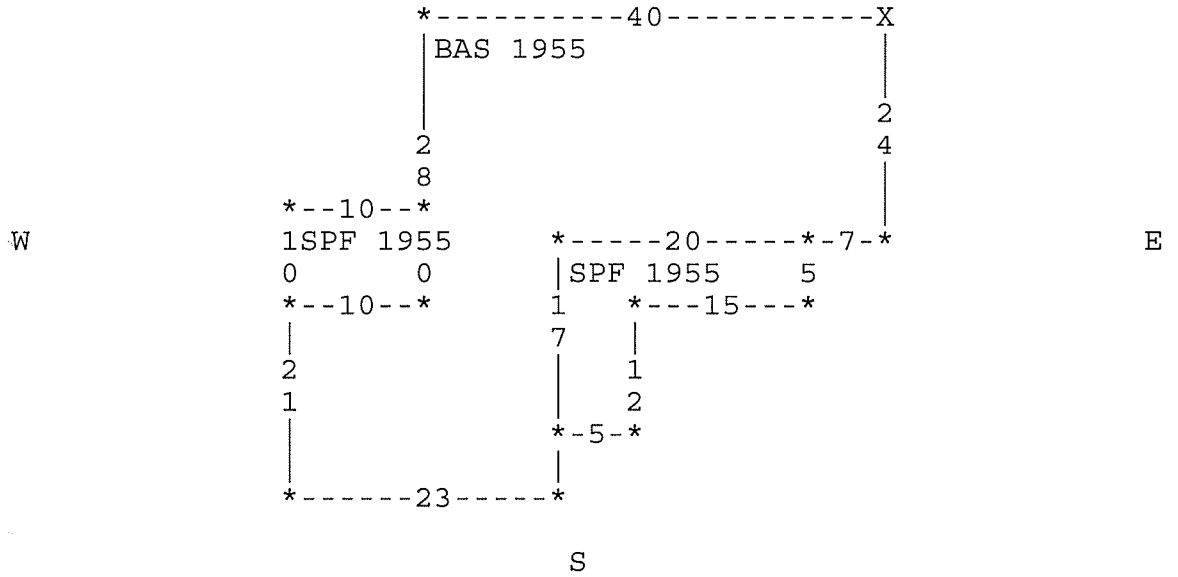 *----------40-----------X
|BAS 1955 |
| |
| 2
2 4
8 |
*--10--* |
W 1SPF 1955 *-----20-----*-7-* E
0 0 |SPF 1955 5
*--10--* 1 *---15---*
| 7 |
2 | 1
1 | 2
| *-5-*
| |
*------23-----*
S